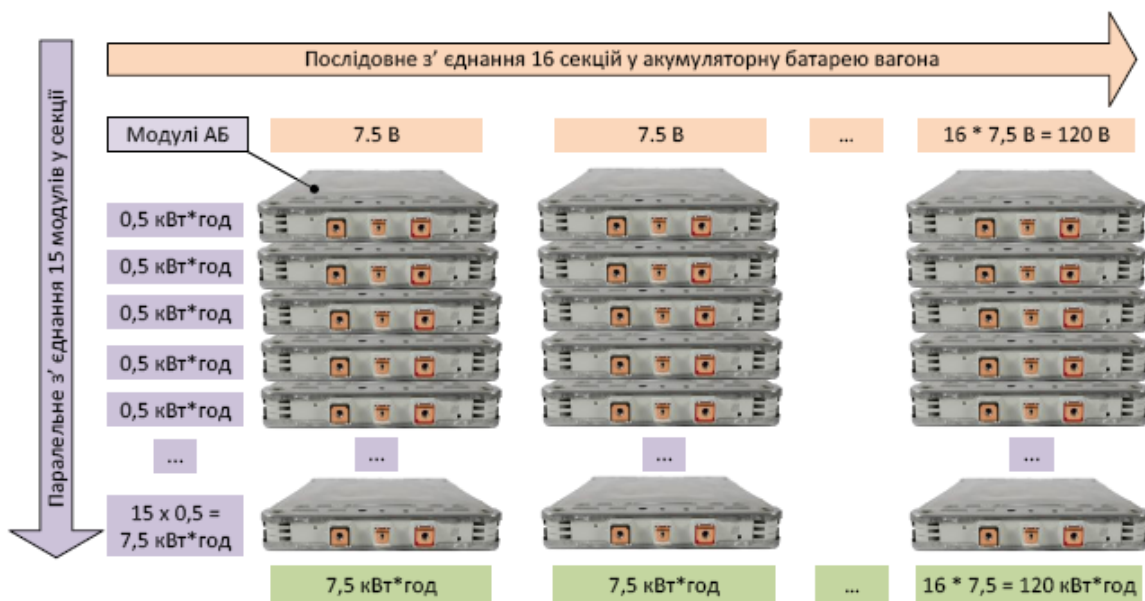 Послідовне з’ єднання 16 секцій у акумуляторну батарею вагона
Паралельне з’ єднання 15 модулів у секції
Модулі АБ
7.5 В
7.5 В
...
16 * 7,5 В = 120 В
0,5 кВт*год
0,5 кВт*год
0,5 кВт*год
0,5 кВт*год
0,5 кВт*год
...
...
...
...
15 x 0,5 =
7,5 кВт*год
7,5 кВт*год
7,5 кВт*год
...
16 * 7,5 = 120 кВт*год